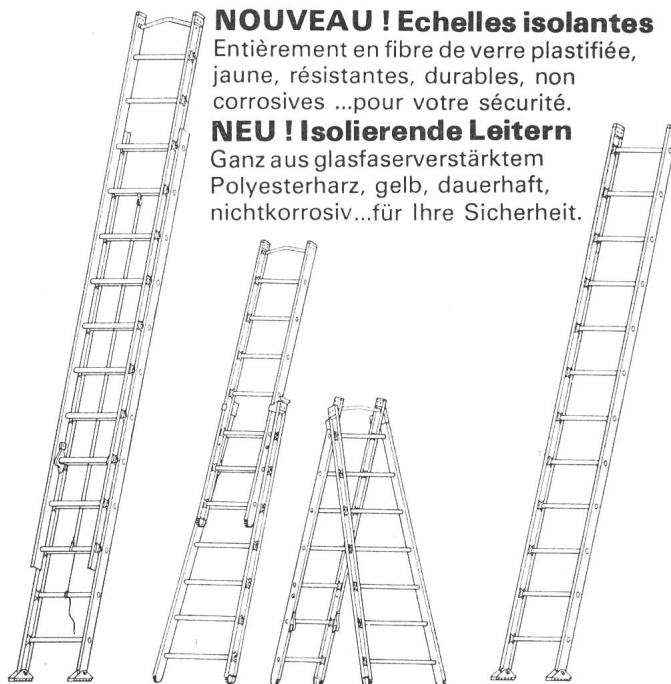 NOUVEAU ! Echelles isolantes
Entièrement en fibre de verre plastifiée,
jaune, résistantes, durables, non
corrosives ...pour votre sécurité.
NEU ! Isolierende Leitern
Ganz aus glasfaserverstärktem
Polyesterharz, gelb, dauerhaft,
nichtkorrosiv...für Ihre Sicherheit.